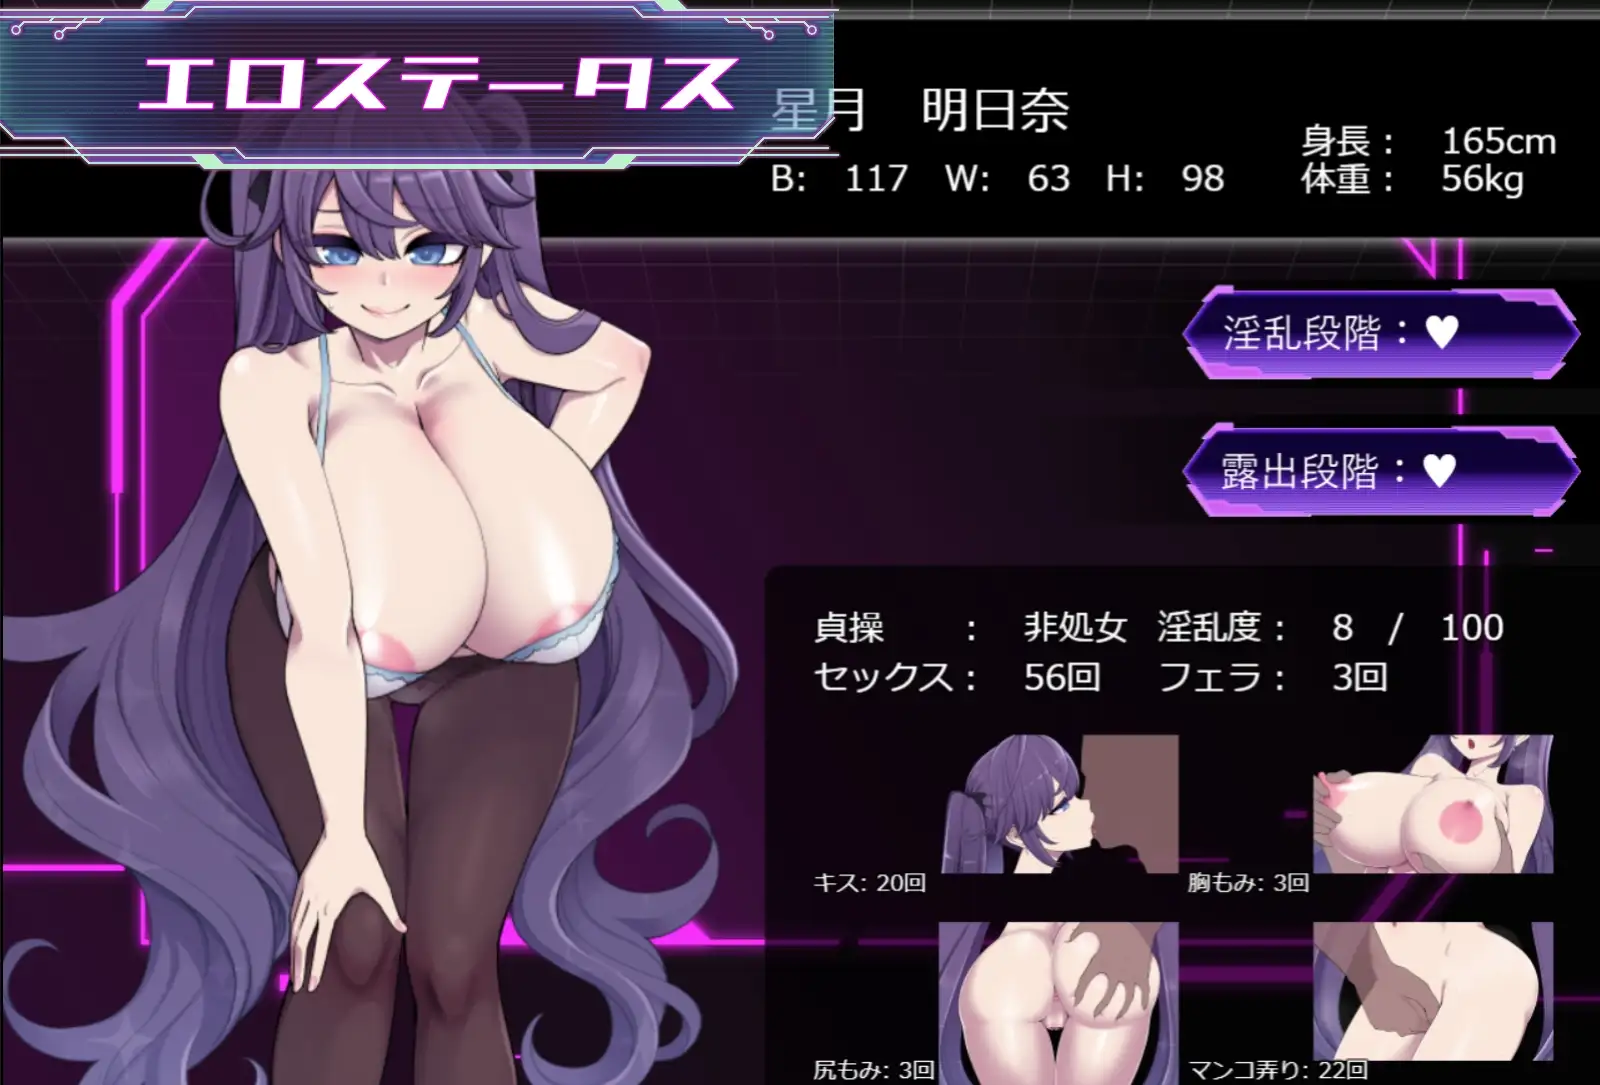 エロステータス
星月 明日奈
身長： 165cm
B: 117 W: 63 H: 98
体重： 56kg
淫乱段階：♥
露出段階：♥
貞操 ： 非処女 淫乱度： 8 / 100
セックス： 56回 フェラ： 3回
キス: 20回
胸もみ: 3回
尻もみ: 3回
マンコ弄り: 22回